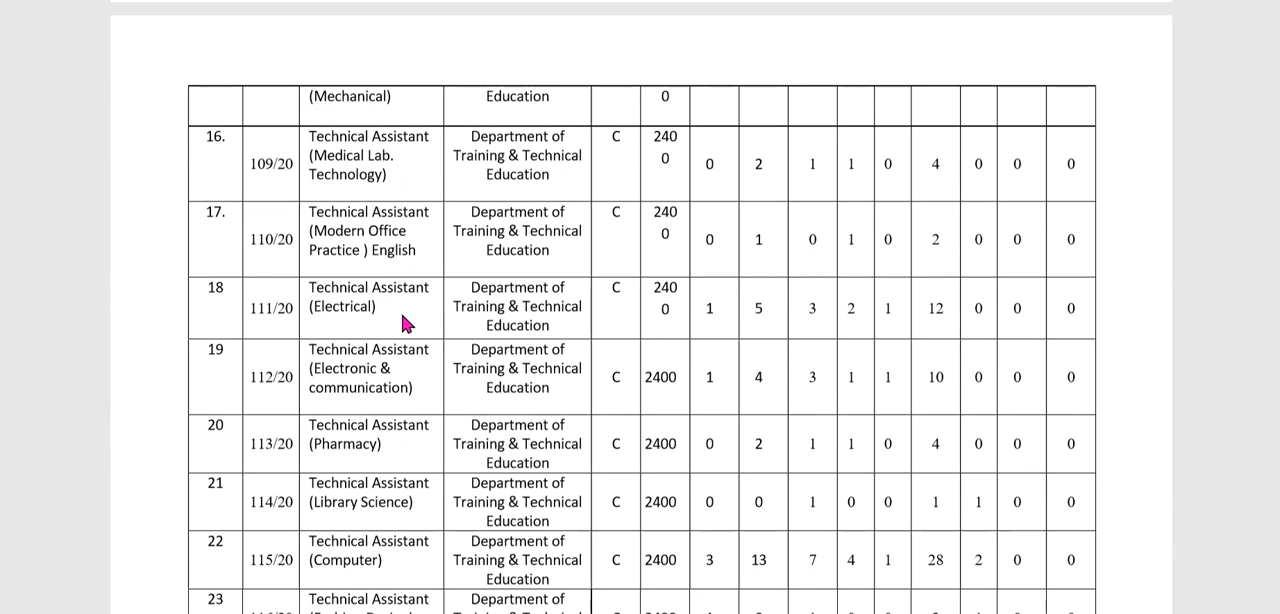 (Mechanical) Education 0
16. 109/20 Technical Assistant (Medical Lab. Technology) Department of Training & Technical Education C 240 0 0 2 1 1 0 4 0 0 0
17. 110/20 Technical Assistant (Modern Office Practice ) English Department of Training & Technical Education C 240 0 0 1 0 1 0 2 0 0 0
18 111/20 Technical Assistant (Electrical) Department of Training & Technical Education C 240 0 1 5 3 2 1 12 0 0 0
19 112/20 Technical Assistant (Electronic & communication) Department of Training & Technical Education C 2400 1 4 3 1 1 10 0 0 0
20 113/20 Technical Assistant (Pharmacy) Department of Training & Technical Education C 2400 0 2 1 1 0 4 0 0 0
21 114/20 Technical Assistant (Library Science) Department of Training & Technical Education C 2400 0 0 1 0 0 1 1 0 0
22 115/20 Technical Assistant (Computer) Department of Training & Technical Education C 2400 3 13 7 4 1 28 2 0 0
23 Technical Assistant Department of